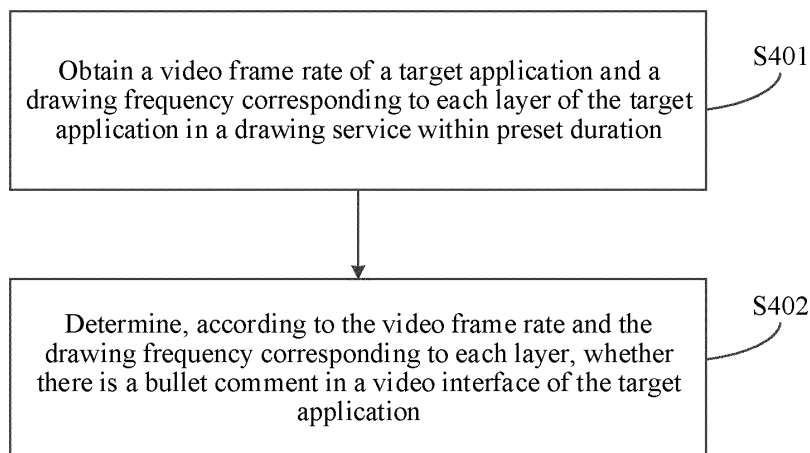 Obtain a video frame rate of a target application and a
drawing frequency corresponding to each layer of the target
application in a drawing service within preset duration
S401
Determine, according to the video frame rate and the
drawing frequency corresponding to each layer, whether
there is a bullet comment in a video interface of the target
application
S402